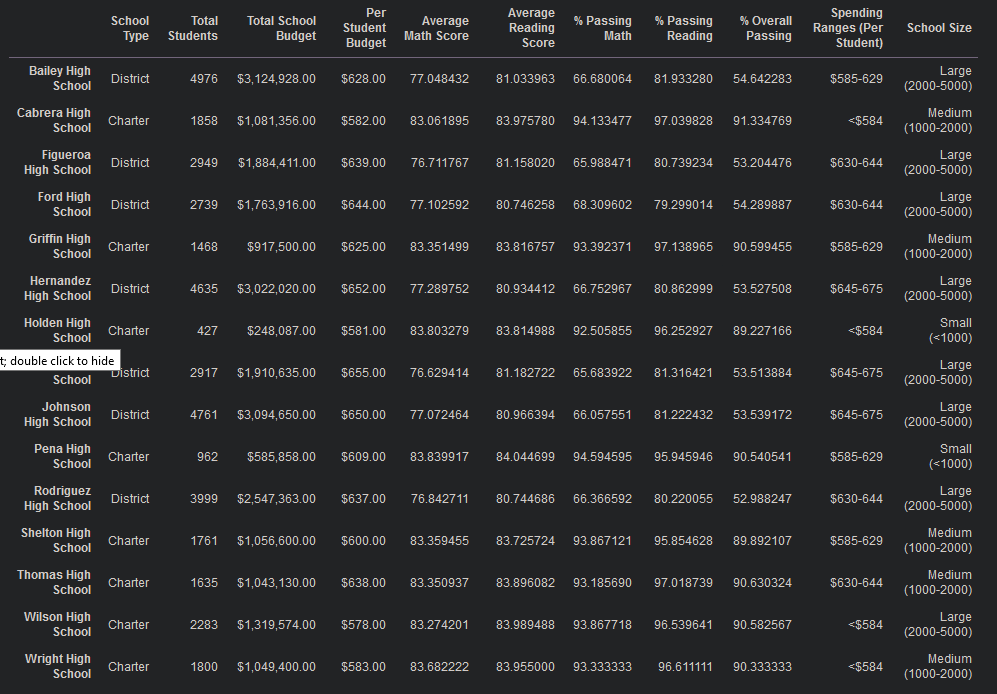 School Type Total Students Total School Budget Per Student Budget Average Math Score Average Reading Score % Passing Math % Passing Reading % Overall Passing Spending Ranges (Per Student) School Size
Bailey High School District 4976 $3,124,928.00 $628.00 77.048432 81.033963 66.680064 81.933280 54.642283 $585-629 Large (2000-5000)
Cabrera High School Charter 1858 $1,081,356.00 $582.00 83.061895 83.975780 94.133477 97.039828 91.334769 <$584 Medium (1000-2000)
Figueroa High School District 2949 $1,884,411.00 $639.00 76.711767 81.158020 65.988471 80.739234 53.204476 $630-644 Large (2000-5000)
Ford High School District 2739 $1,763,916.00 $644.00 77.102592 80.746258 68.309602 79.299014 54.289887 $630-644 Large (2000-5000)
Griffin High School Charter 1468 $917,500.00 $625.00 83.351499 83.816757 93.392371 97.138965 90.599455 $585-629 Medium (1000-2000)
Hernandez High School District 4635 $3,022,020.00 $652.00 77.289752 80.934412 66.752967 80.862999 53.527508 $645-675 Large (2000-5000)
Holden High School Charter 427 $248,087.00 $581.00 83.803279 83.814988 92.505855 96.252927 89.227166 <$584 Small (<1000)
t; double click to hide
School District 2917 $1,910,635.00 $655.00 76.629414 81.182722 65.683922 81.316421 53.513884 $645-675 Large (2000-5000)
Johnson High School District 4761 $3,094,650.00 $650.00 77.072464 80.966394 66.057551 81.222432 53.539172 $645-675 Large (2000-5000)
Pena High School Charter 962 $585,858.00 $609.00 83.839917 84.044699 94.594595 95.945946 90.540541 $585-629 Small (<1000)
Rodriguez High School District 3999 $2,547,363.00 $637.00 76.842711 80.744686 66.366592 80.220055 52.988247 $630-644 Large (2000-5000)
Shelton High School Charter 1761 $1,056,600.00 $600.00 83.359455 83.725724 93.867121 95.854628 89.892107 $585-629 Medium (1000-2000)
Thomas High School Charter 1635 $1,043,130.00 $638.00 83.350937 83.896082 93.185690 97.018739 90.630324 $630-644 Medium (1000-2000)
Wilson High School Charter 2283 $1,319,574.00 $578.00 83.274201 83.989488 93.867718 96.539641 90.582567 <$584 Large (2000-5000)
Wright High School Charter 1800 $1,049,400.00 $583.00 83.682222 83.955000 93.333333 96.611111 90.333333 <$584 Medium (1000-2000)